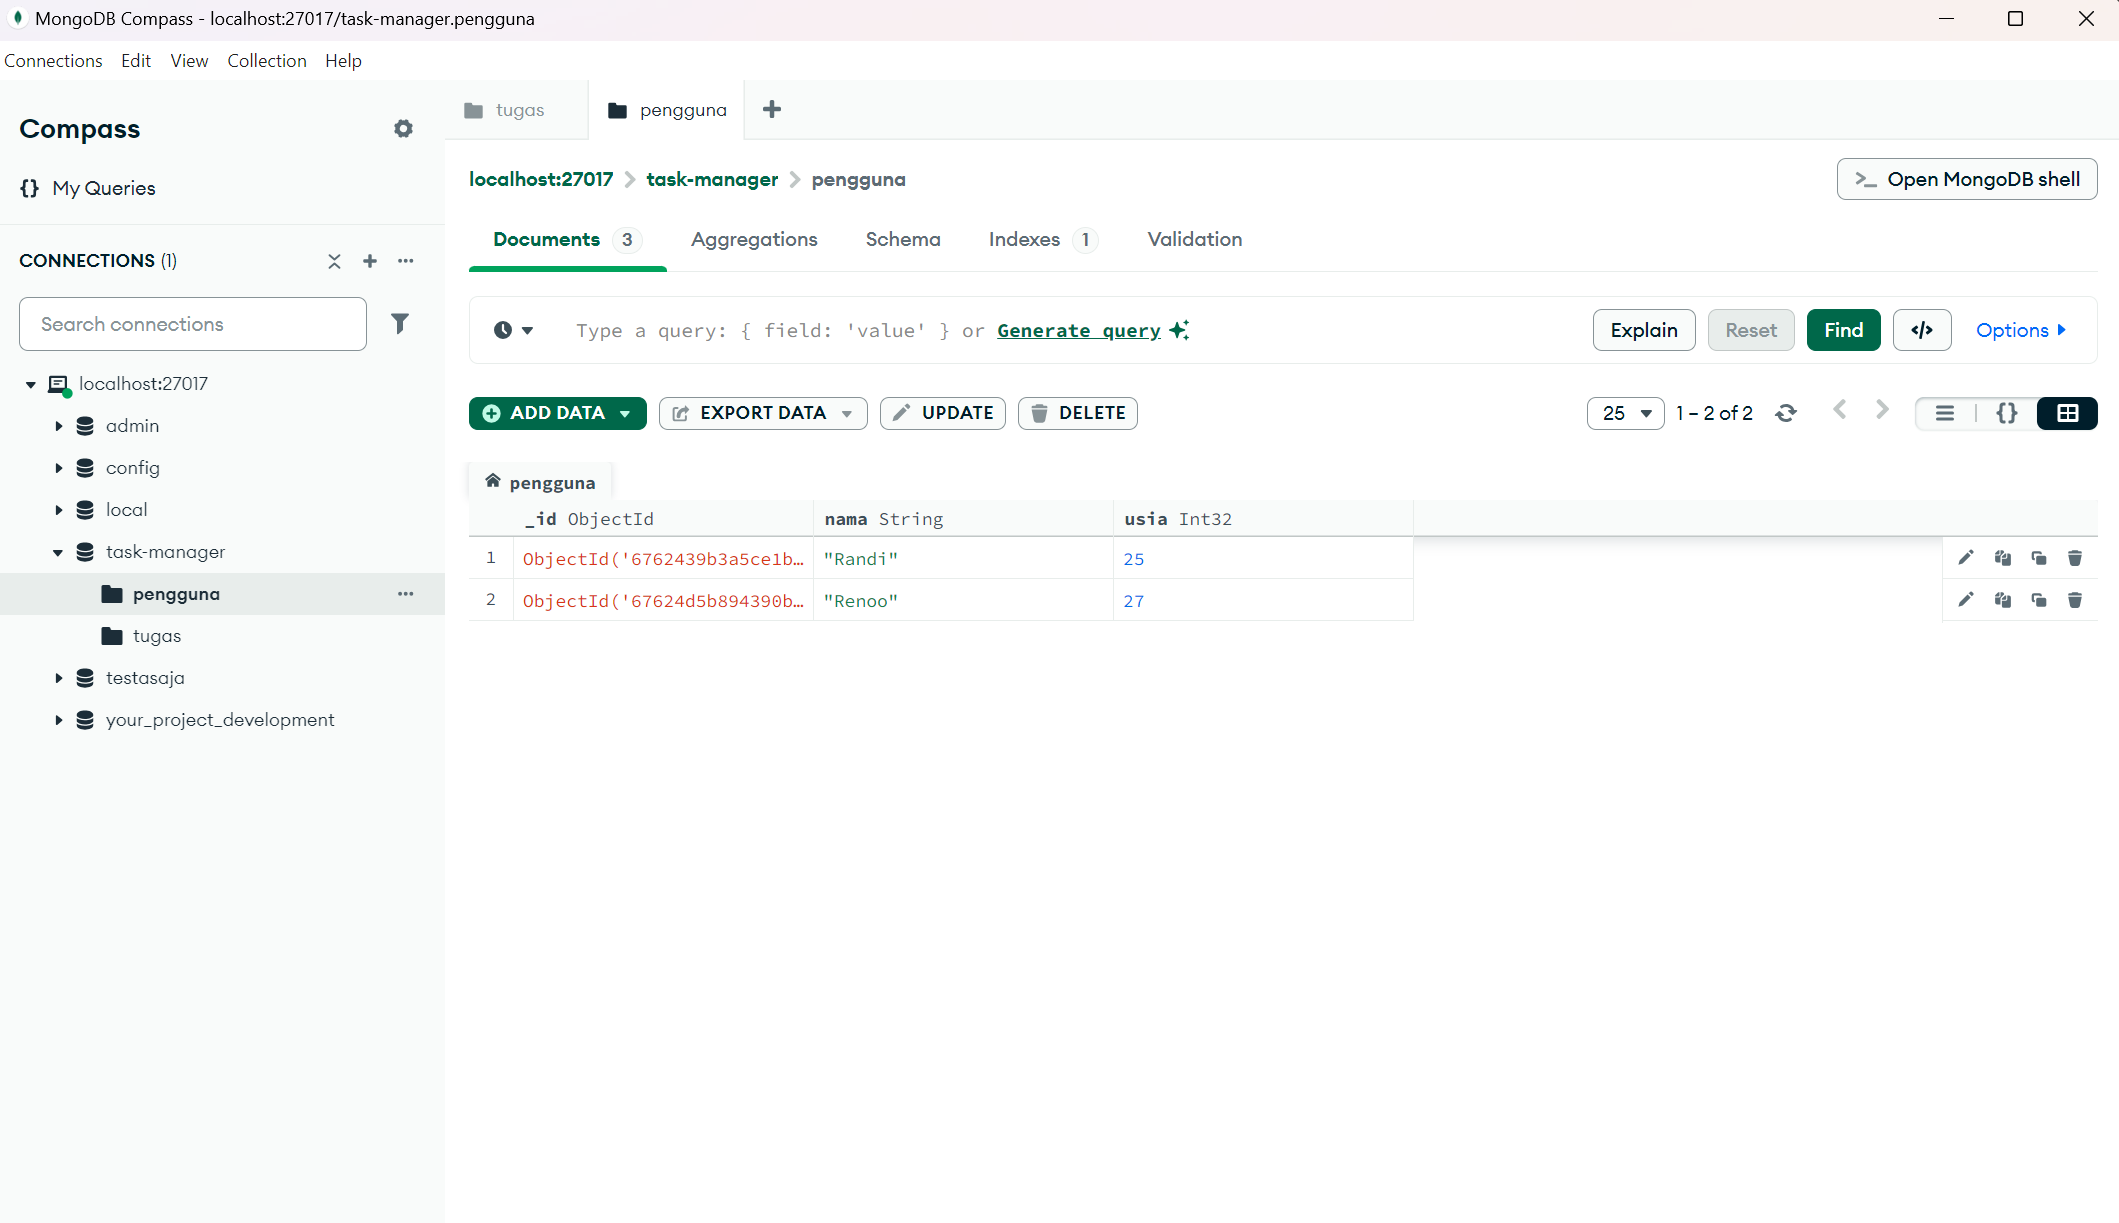 MongoDB Compass - localhost:27017/task-manager.pengguna
Connections Edit View Collection Help
Compass
{} My Queries
CONNECTIONS (1)
Search connections
localhost:27017
admin
config
local
task-manager
pengguna
tugas
testasaja
your_project_development
tugas
pengguna
localhost:27017 > task-manager > pengguna
>_ Open MongoDB shell
Documents 3 Aggregations Schema Indexes 1 Validation
Type a query: { field: 'value' } or Generate query
Explain Reset Find </> Options
ADD DATA EXPORT DATA UPDATE DELETE
25 1 – 2 of 2 {}
pengguna
_id ObjectId nama String usia Int32
1 ObjectId('6762439b3a5ce1b… "Randi" 25
2 ObjectId('67624d5b894390b… "Renoo" 27